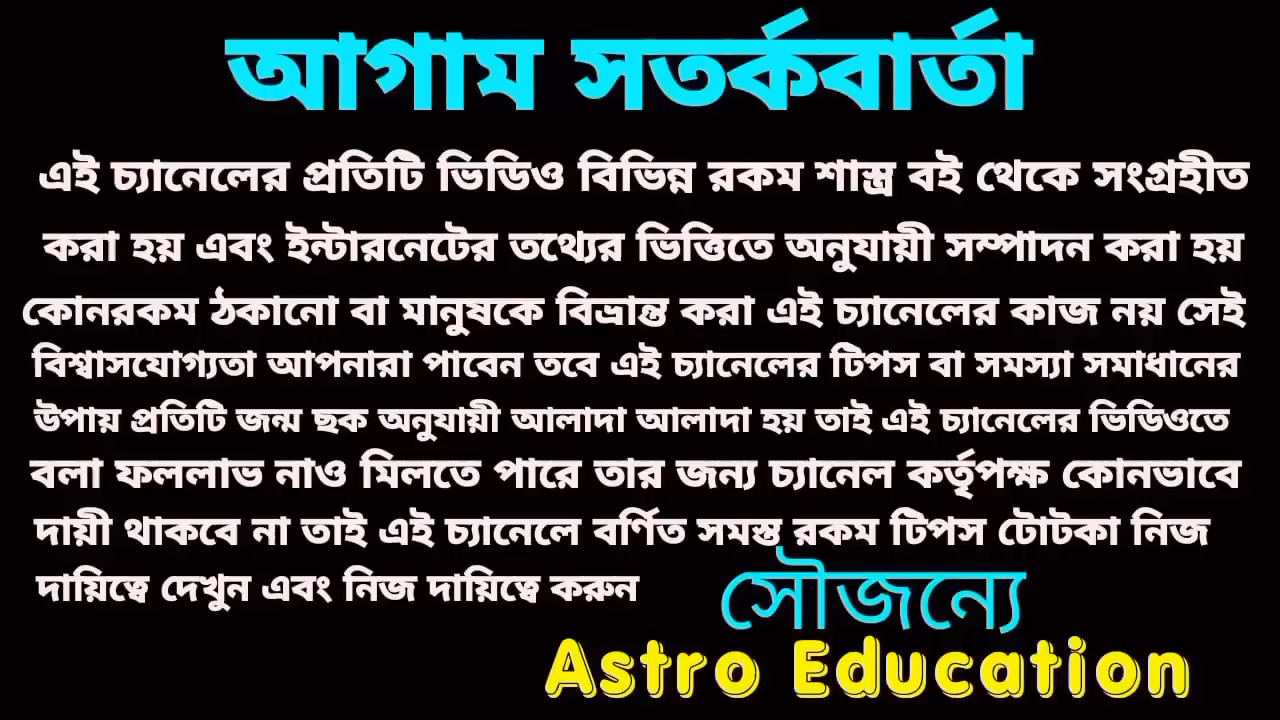 আগাম সতর্কবার্তা
এই চ্যানেলের প্রতিটি ভিডিও বিভিন্ন রকম শাস্ত্র বই থেকে সংগ্রহীত
করা হয় এবং ইন্টারনেটের তথ্যের ভিত্তিতে অনুযায়ী সম্পাদন করা হয়
কোনরকম ঠকানো বা মানুষকে বিভ্রান্ত করা এই চ্যানেলের কাজ নয় সেই
বিশ্বাসযোগ্যতা আপনারা পাবেন তবে এই চ্যানেলের টিপস বা সমস্যা সমাধানের
উপায় প্রতিটি জন্ম ছক অনুযায়ী আলাদা আলাদা হয় তাই এই চ্যানেলের ভিডিওতে
বলা ফললাভ নাও মিলতে পারে তার জন্য চ্যানেল কর্তৃপক্ষ কোনভাবে
দায়ী থাকবে না তাই এই চ্যানেলে বর্ণিত সমস্ত রকম টিপস টোটকা নিজ
দায়িত্বে দেখুন এবং নিজ দায়িত্বে করুন
সৌজন্যে
Astro Education